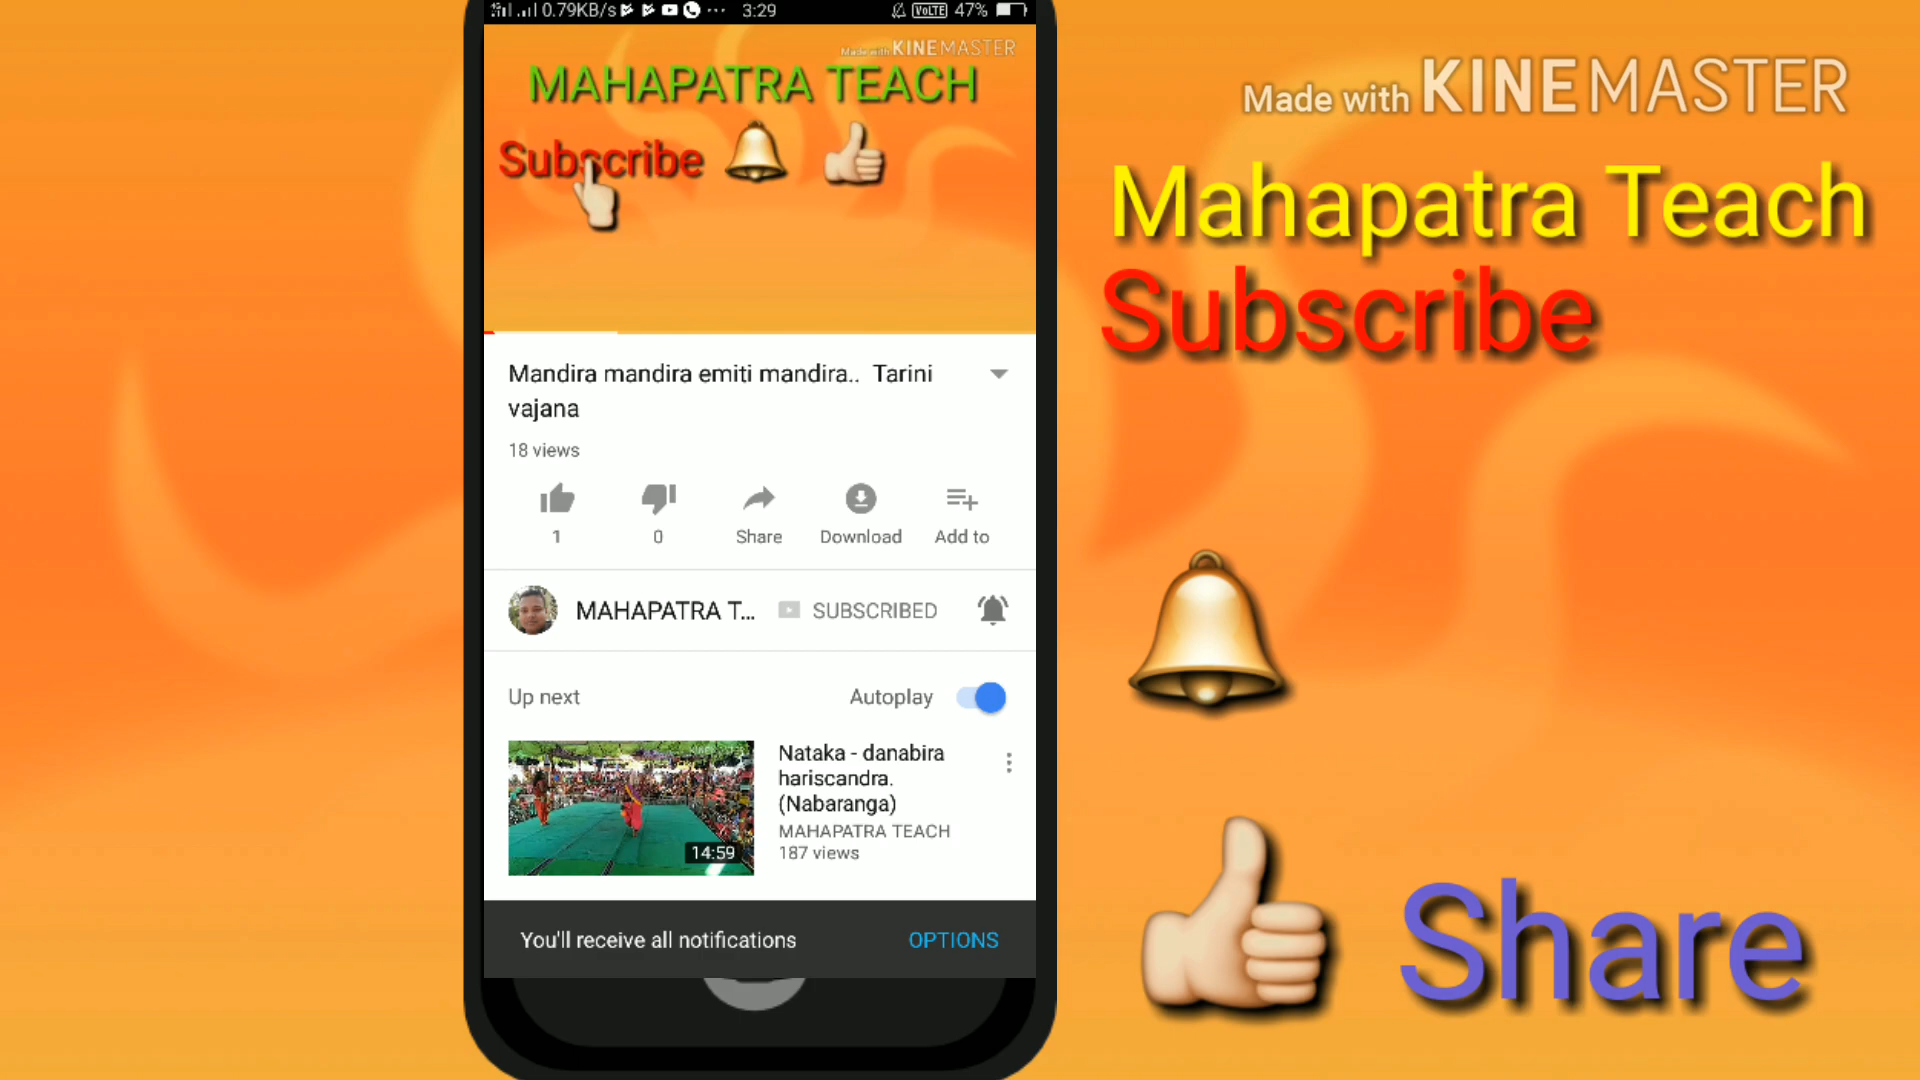 0.79KB/s 3:29 VoLTE 47%
Made with KINEMASTER
MAHAPATRA TEACH
Subscribe
Mandira mandira emiti mandira.. Tarini
vajana
18 views
1 0 Share Download Add to
MAHAPATRA T... SUBSCRIBED
Up next Autoplay
14:59
Nataka - danabira
hariscandra.
(Nabaranga)
MAHAPATRA TEACH
187 views
You'll receive all notifications OPTIONS
Made with KINEMASTER
Mahapatra Teach
Subscribe
Share